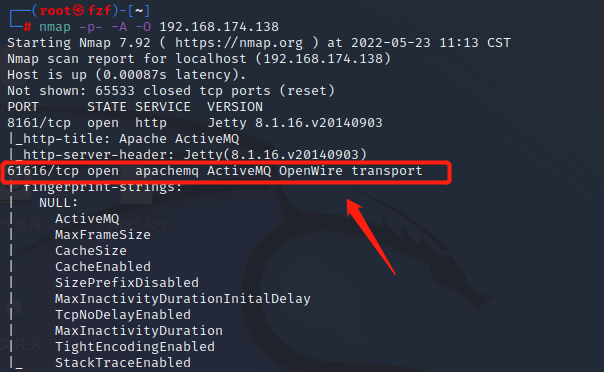 ┌──(root㉿fzf)-[~]
└─# nmap -p- -A -O 192.168.174.138
Starting Nmap 7.92 ( https://nmap.org ) at 2022-05-23 11:13 CST
Nmap scan report for localhost (192.168.174.138)
Host is up (0.00087s latency).
Not shown: 65533 closed tcp ports (reset)
PORT      STATE SERVICE  VERSION
8161/tcp  open  http     Jetty 8.1.16.v20140903
|_http-title: Apache ActiveMQ
|_http-server-header: Jetty(8.1.16.v20140903)
61616/tcp open  apachemq ActiveMQ OpenWire transport
| fingerprint-strings:
|   NULL:
|     ActiveMQ
|     MaxFrameSize
|     CacheSize
|     CacheEnabled
|     SizePrefixDisabled
|     MaxInactivityDurationInitalDelay
|     TcpNoDelayEnabled
|     MaxInactivityDuration
|     TightEncodingEnabled
|_    StackTraceEnabled